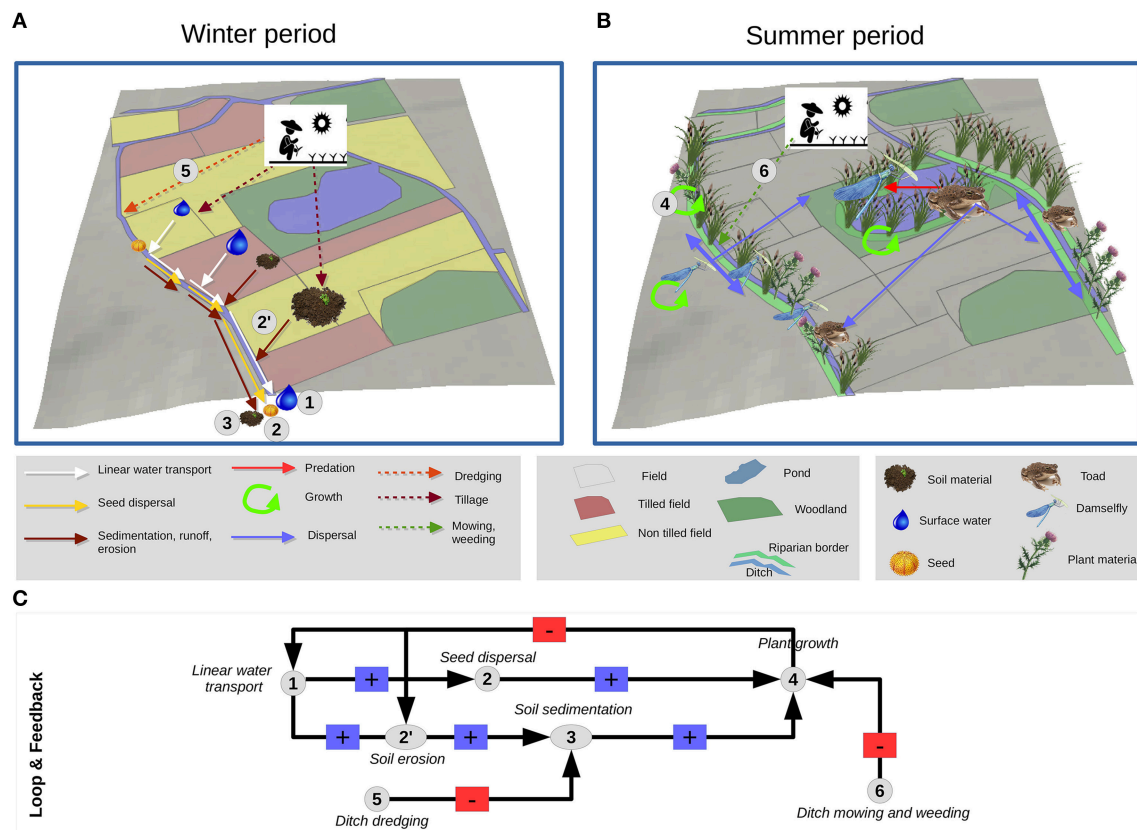 A
B
Winter period
Summer period
5
2'
1
3
2
6
4
Linear water transport
Seed dispersal
Sedimentation, runoff,
erosion
Predation
Growth
Dispersal
Dredging
Tillage
Mowing,
weeding
Field
Tilled field
Non tilled field
Pond
Woodland
Riparian border
Ditch
Soil material
Surface water
Seed
Toad
Damselfly
Plant material
C
Loop & Feedback
-
Plant growth
Linear water
transport
Seed dispersal
1
+
2
+
4
Soil sedimentation
+
2'
+
3
+
-
Soil erosion
5
-
6
Ditch dredging
Ditch mowing and weeding